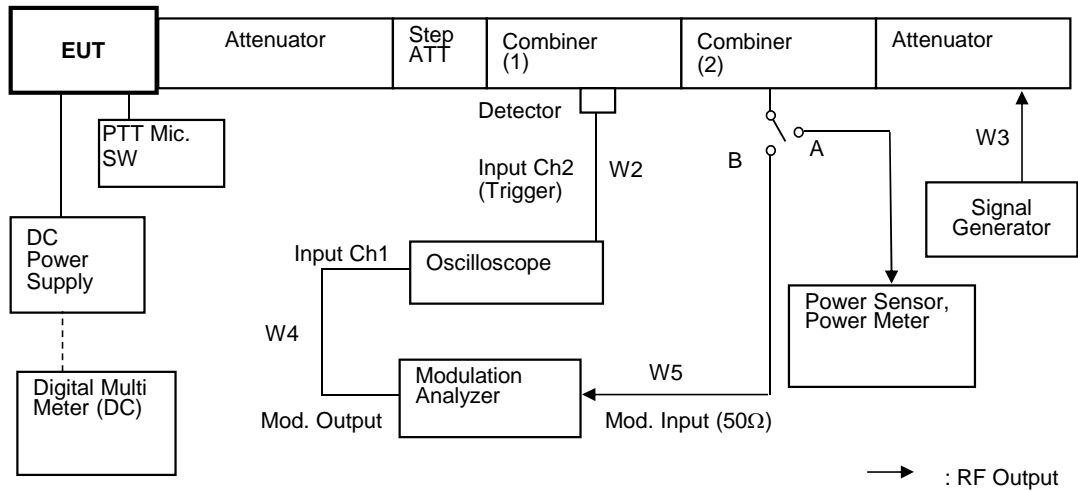 EUT
Attenuator
Step
ATT
Combiner
(1)
Combiner
(2)
Attenuator
Detector
PTT Mic.
SW
B
A
W3
Input Ch2
(Trigger)
W2
Signal
Generator
DC
Power
Supply
Input Ch1
Oscilloscope
Power Sensor,
Power Meter
W4
Digital Multi
Meter (DC)
Modulation
Analyzer
W5
Mod. Output
Mod. Input (50Ω)
: RF Output